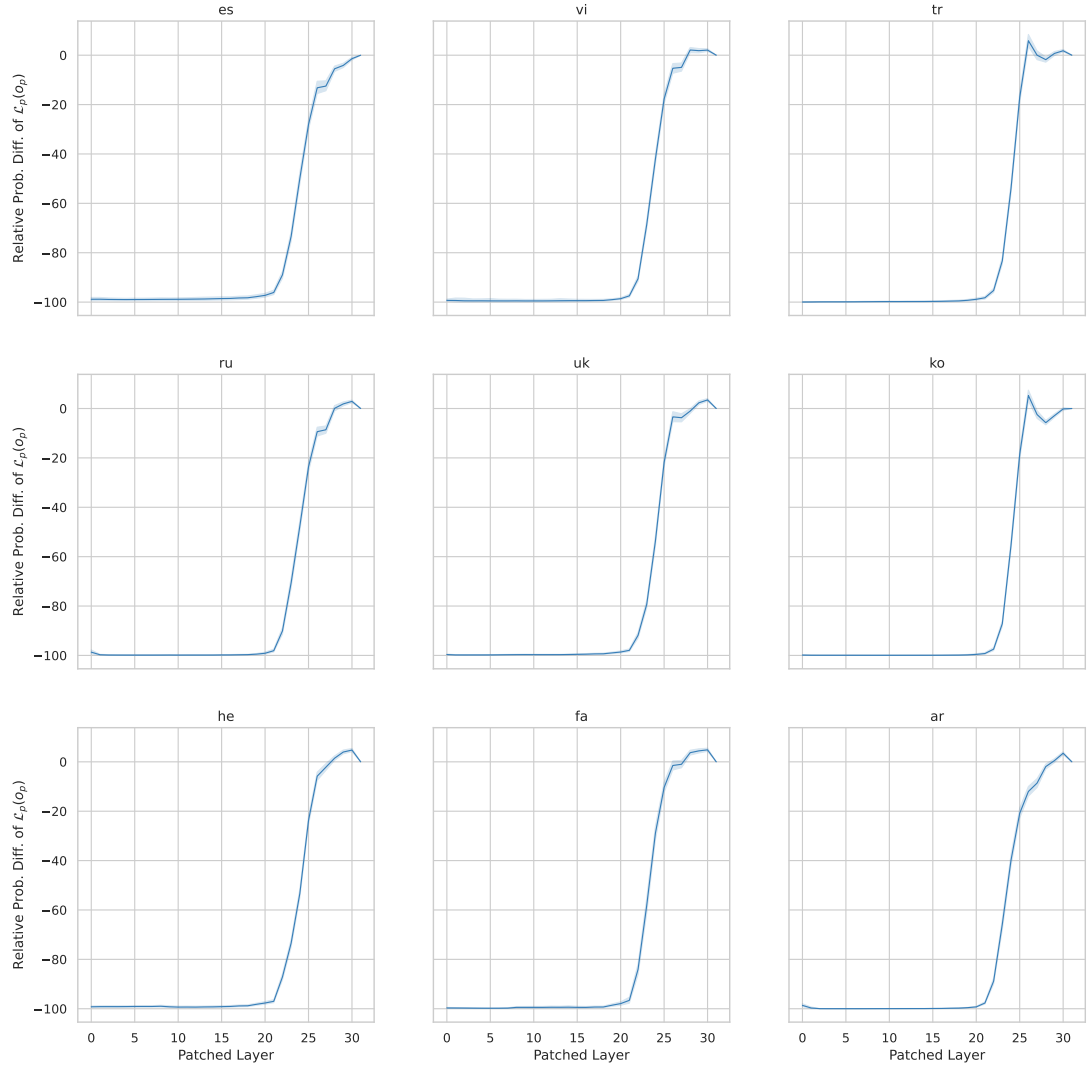 es vi tr
Relative Prob. Diff. of 𝓛ₚ(oₚ)
0
−20
−40
−60
−80
−100
ru uk ko
Relative Prob. Diff. of 𝓛ₚ(oₚ)
0
−20
−40
−60
−80
−100
he fa ar
Relative Prob. Diff. of 𝓛ₚ(oₚ)
0
−20
−40
−60
−80
−100
0 5 10 15 20 25 30 0 5 10 15 20 25 30 0 5 10 15 20 25 30
Patched Layer Patched Layer Patched Layer